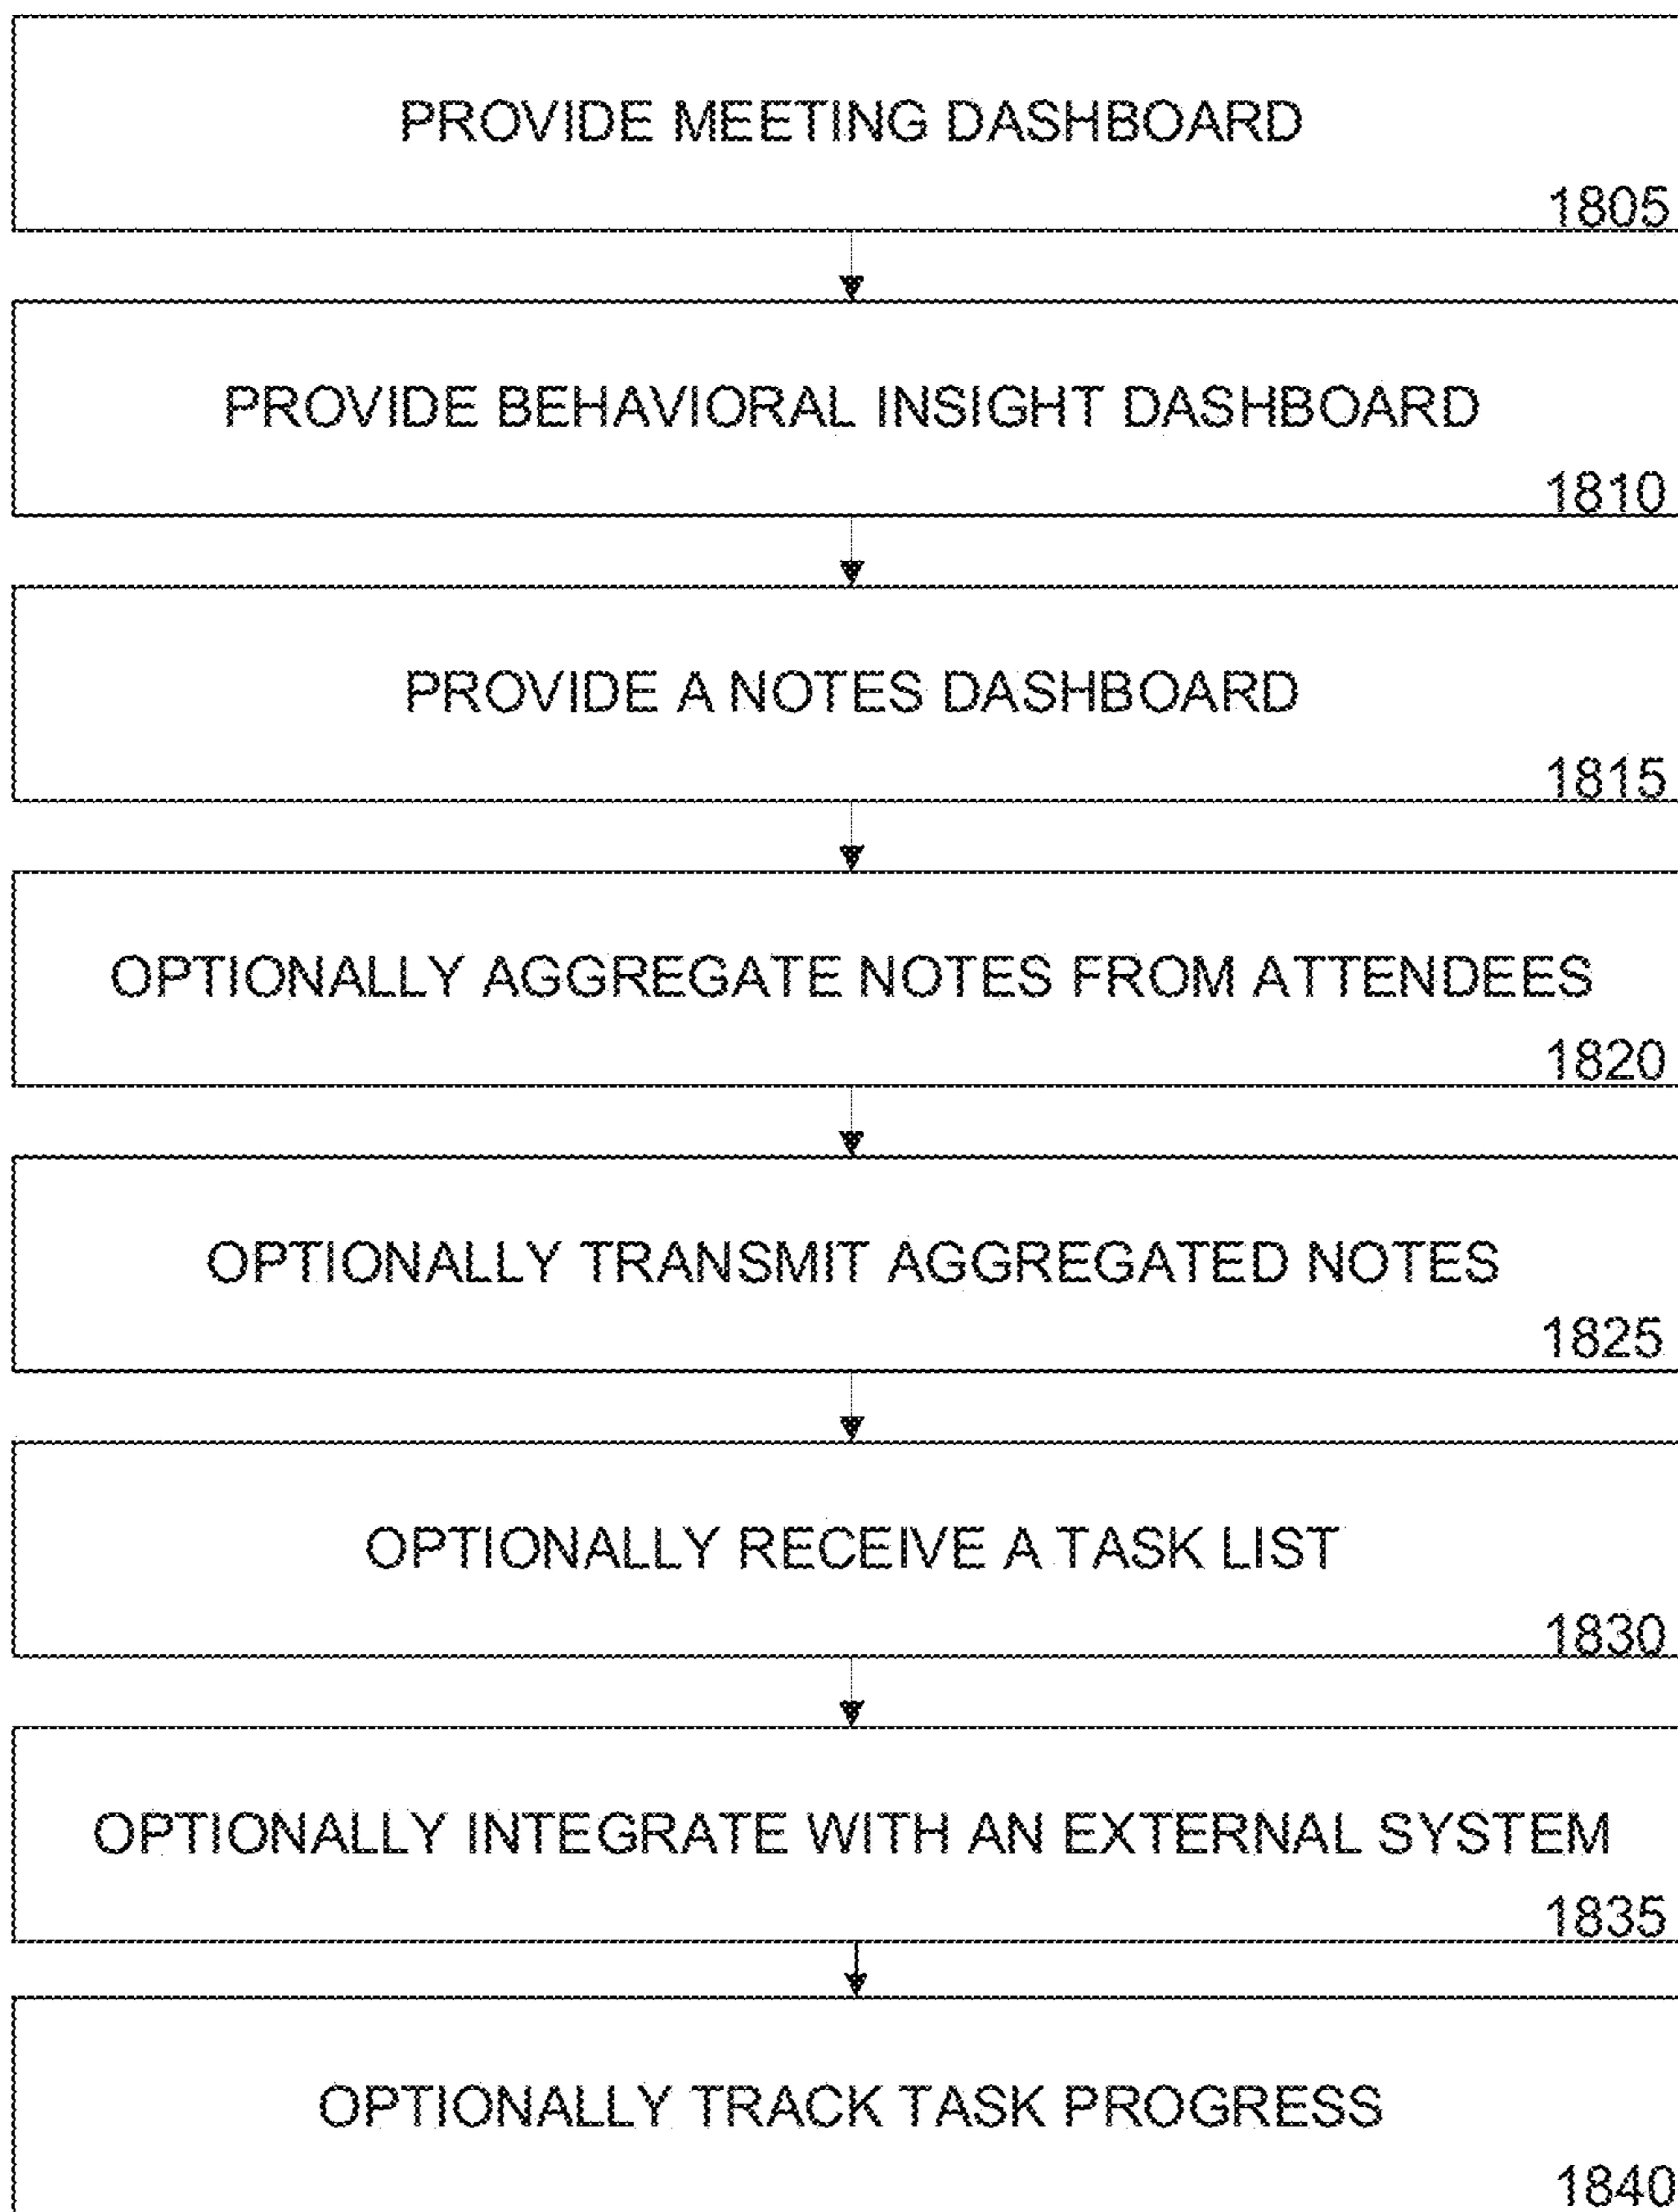 PROVIDE MEETING DASHBOARD
1805
PROVIDE BEHAVIORAL INSIGHT DASHBOARD
1810
PROVIDE A NOTES DASHBOARD
1815
OPTIONALLY AGGREGATE NOTES FROM ATTENDEES
1820
OPTIONALLY TRANSMIT AGGREGATED NOTES
1825
OPTIONALLY RECEIVE A TASK LIST
1830
OPTIONALLY INTEGRATE WITH AN EXTERNAL SYSTEM
1835
OPTIONALLY TRACK TASK PROGRESS
1840